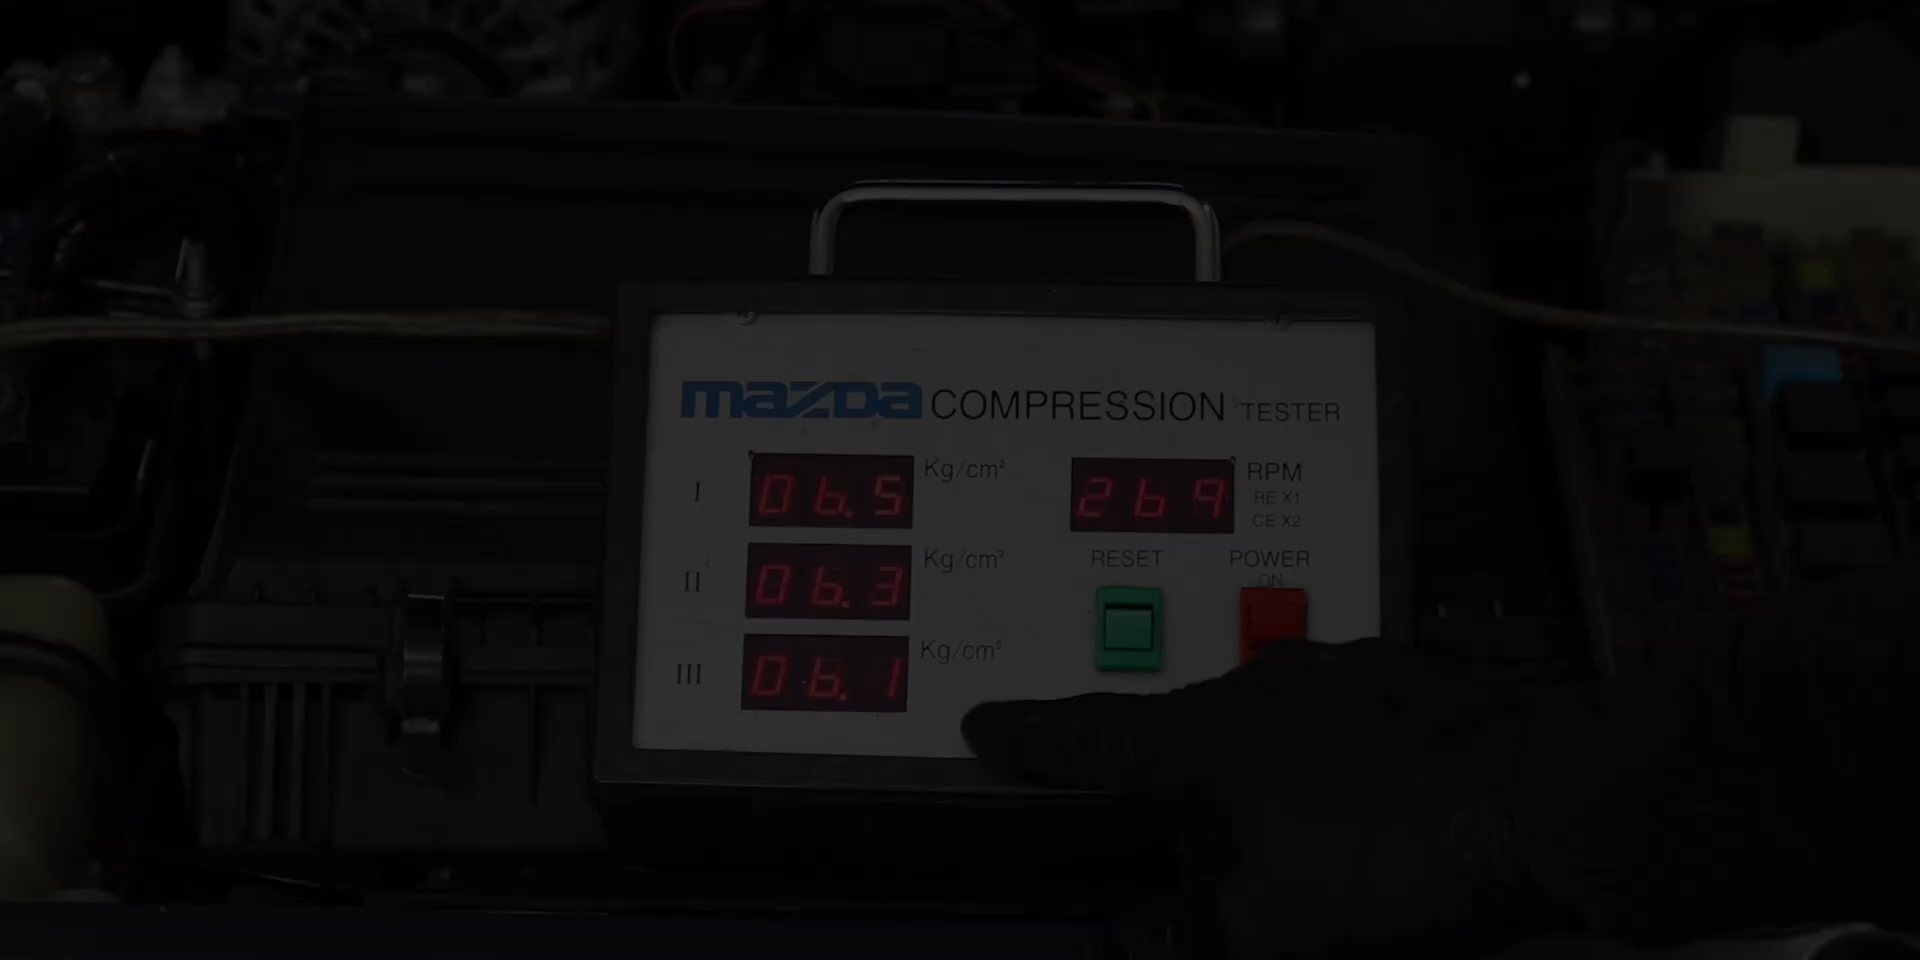 mazda COMPRESSION TESTER
I 06.5 Kg/cm² 269 RPM
RE X1
CE X2
II 06.3 Kg/cm² RESET POWER
ON
III 06.1 Kg/cm²